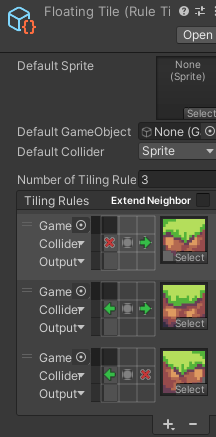 Floating Tile (Rule Ti
Open
Default Sprite
None
(Sprite)
Select
Default GameObject None (G
Default Collider Sprite
Number of Tiling Rule 3
Tiling Rules Extend Neighbor
Game
Collider
Output
Select
Game
Collider
Output
Select
Game
Collider
Output
Select